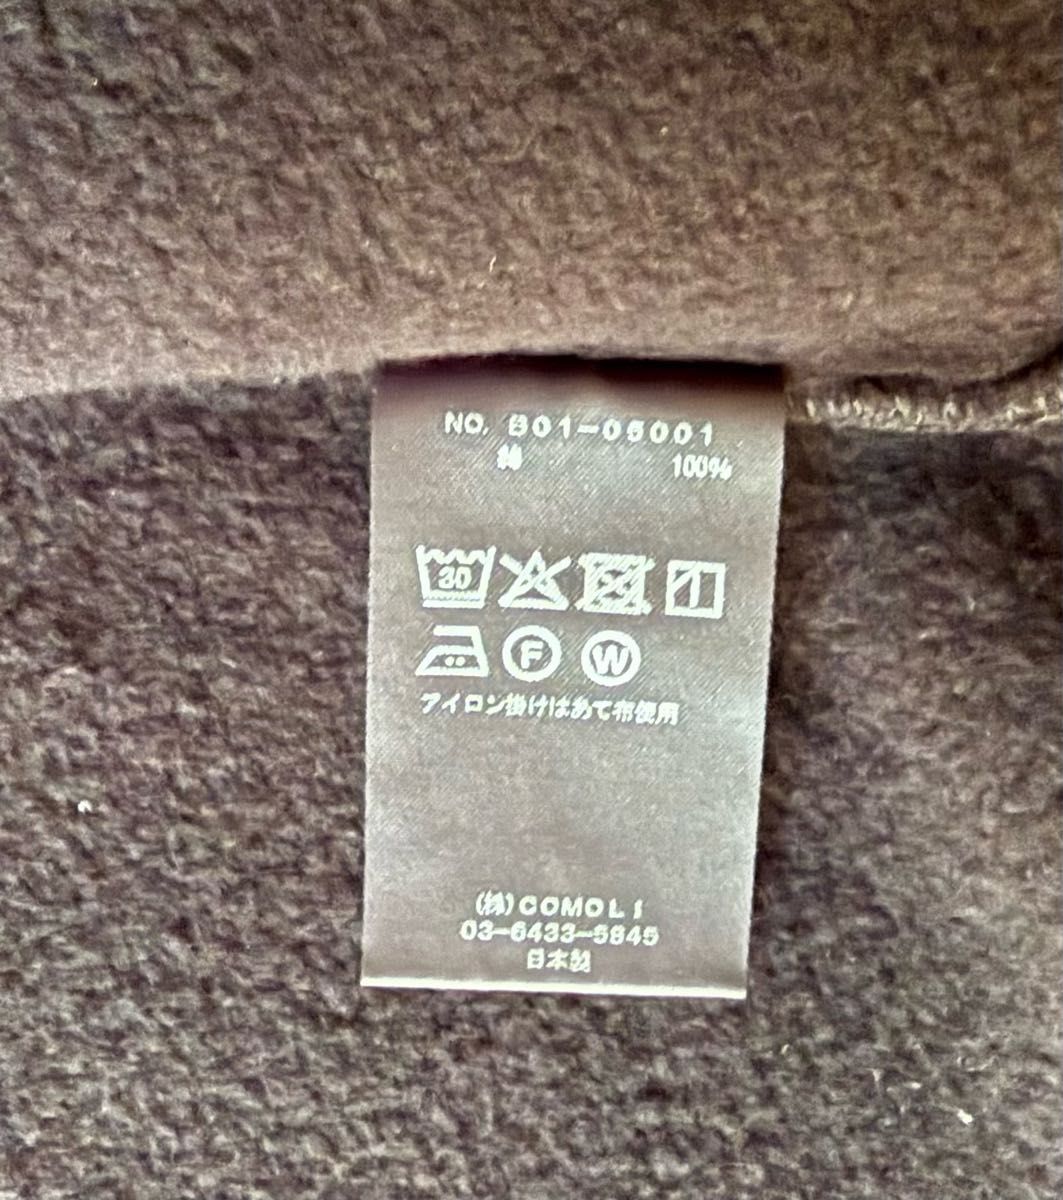 NO. B01-05001
綿 100%
30
F W
アイロン掛けはあて布使用
(株)COMOLI
03-6433-5845
日本製